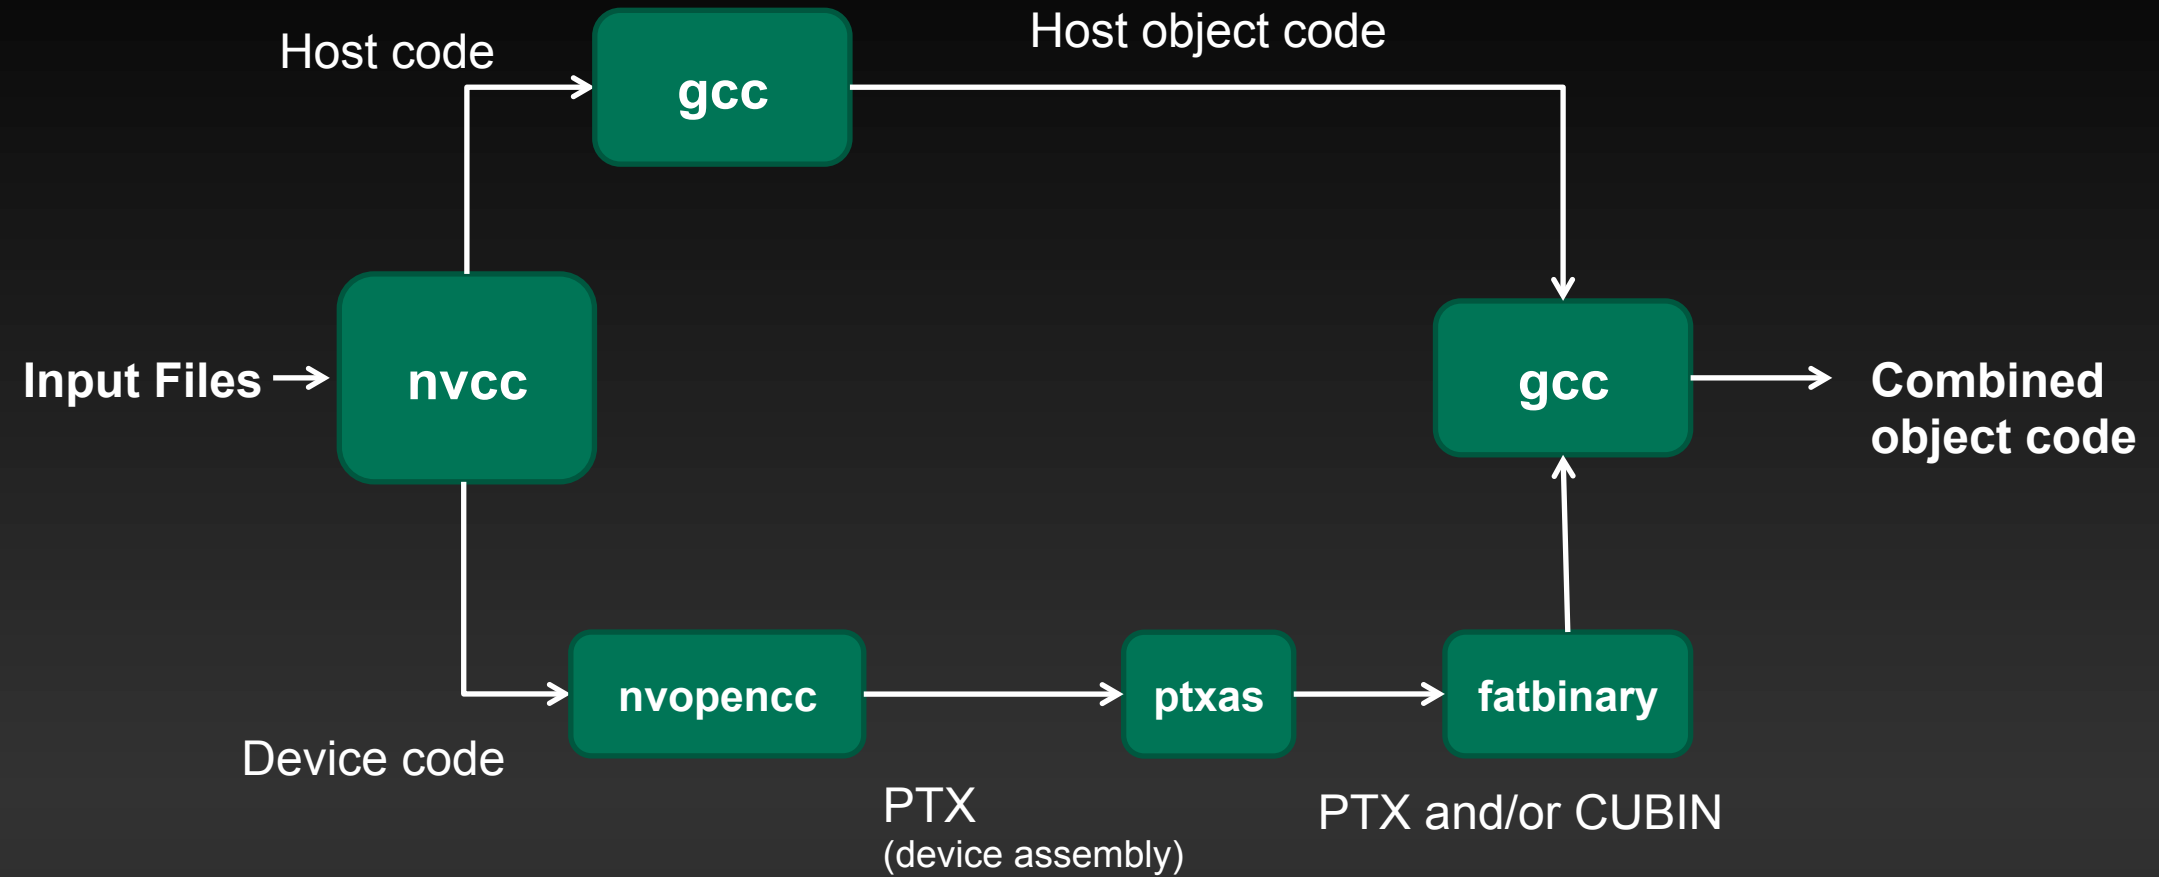 Host code
gcc
Host object code
Input Files
nvcc
gcc
Combined
object code
nvopencc
ptxas
fatbinary
Device code
PTX
(device assembly)
PTX and/or CUBIN